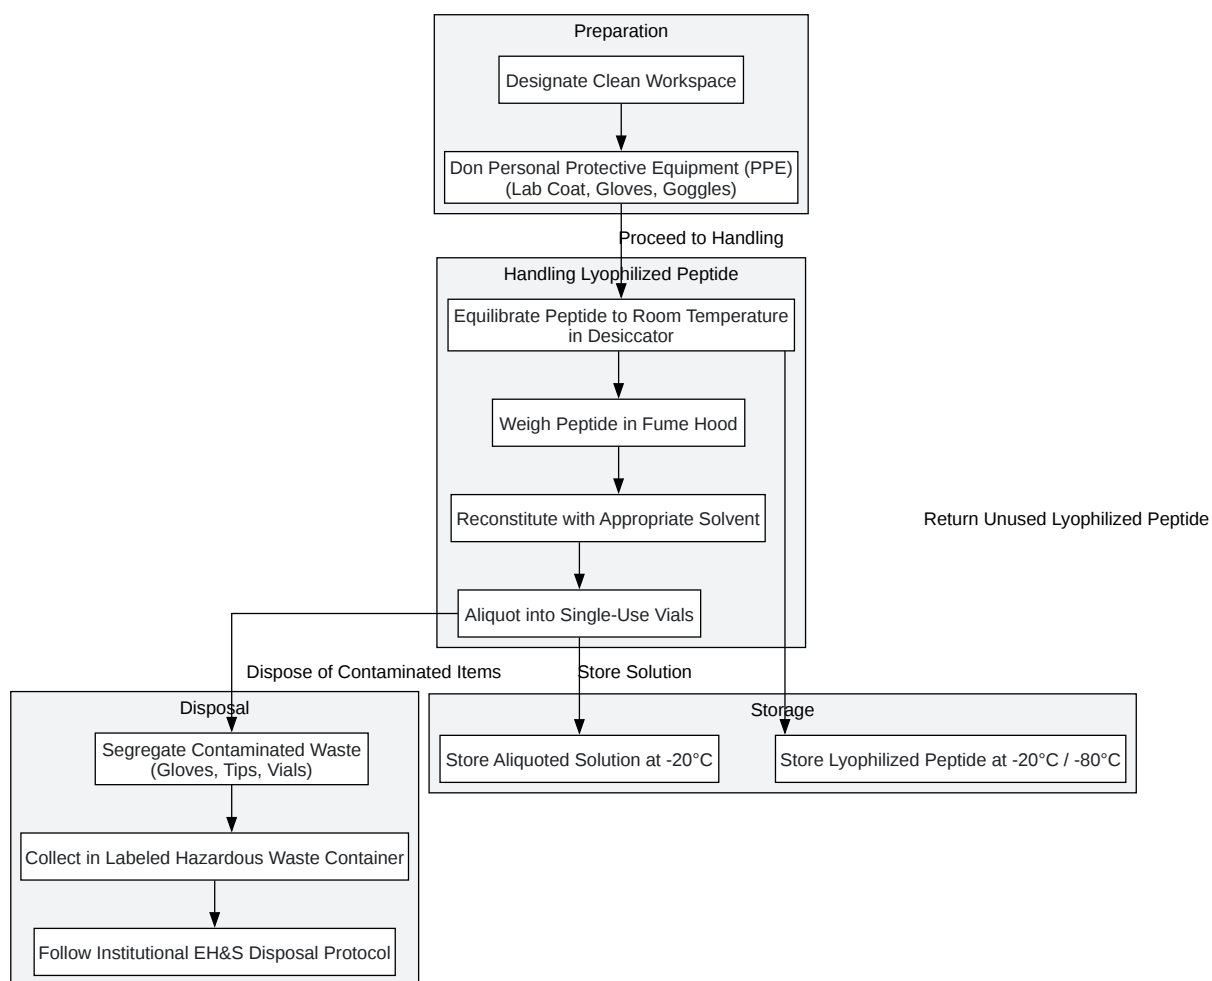 Preparation
Designate Clean Workspace
Don Personal Protective Equipment (PPE)
(Lab Coat, Gloves, Goggles)
Proceed to Handling
Handling Lyophilized Peptide
Equilibrate Peptide to Room Temperature
in Desiccator
Weigh Peptide in Fume Hood
Reconstitute with Appropriate Solvent
Return Unused Lyophilized Peptide
Aliquot into Single-Use Vials
Dispose of Contaminated Items
Store Solution
Disposal
Segregate Contaminated Waste
(Gloves, Tips, Vials)
Collect in Labeled Hazardous Waste Container
Follow Institutional EH&S Disposal Protocol
Storage
Store Aliquoted Solution at -20°C
Store Lyophilized Peptide at -20°C / -80°C